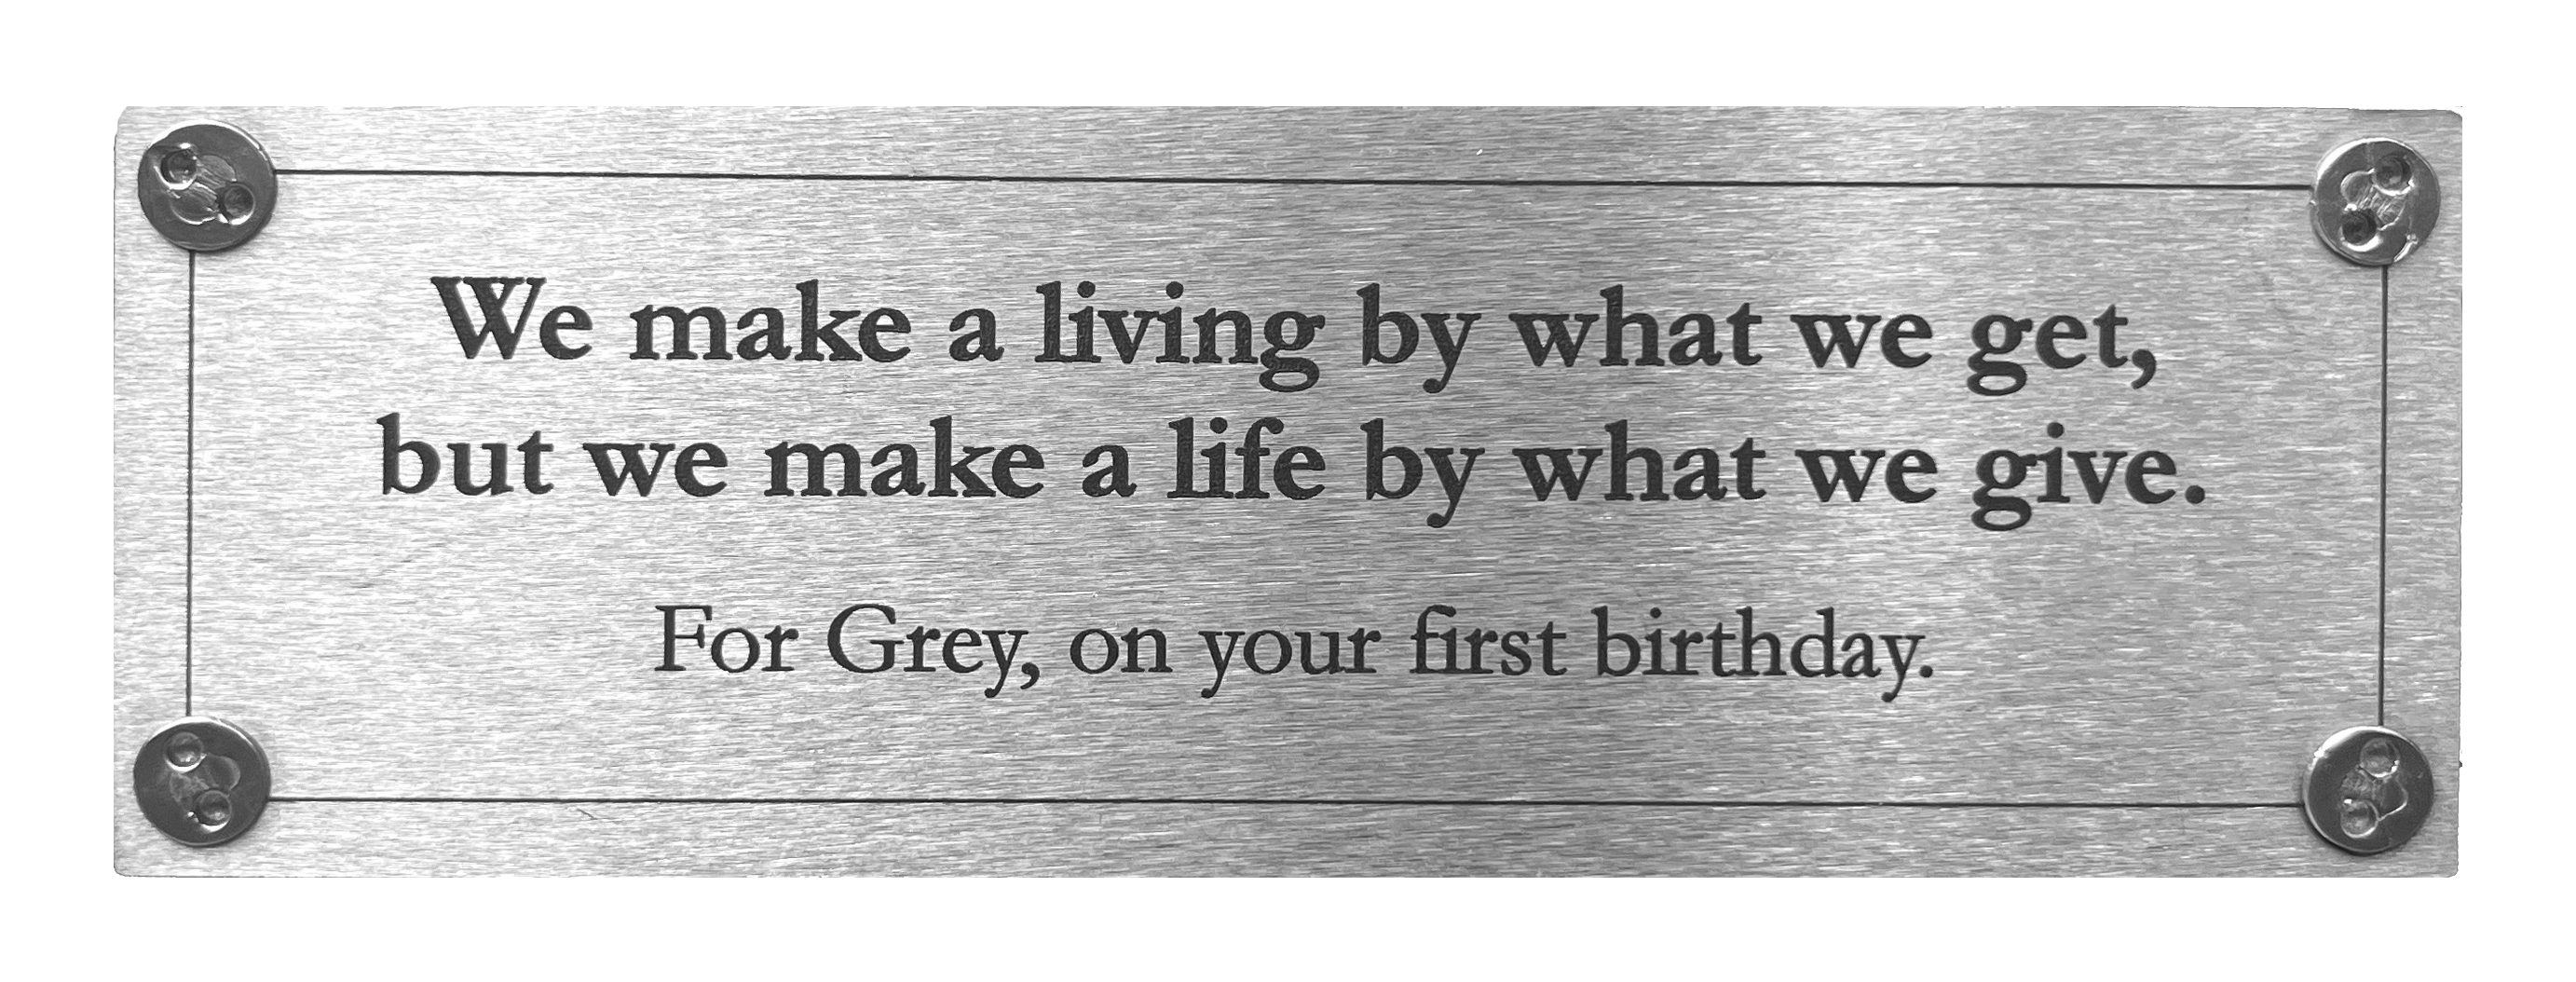 We make a living by what we get,
but we make a life by what we give.
For Grey, on your first birthday.